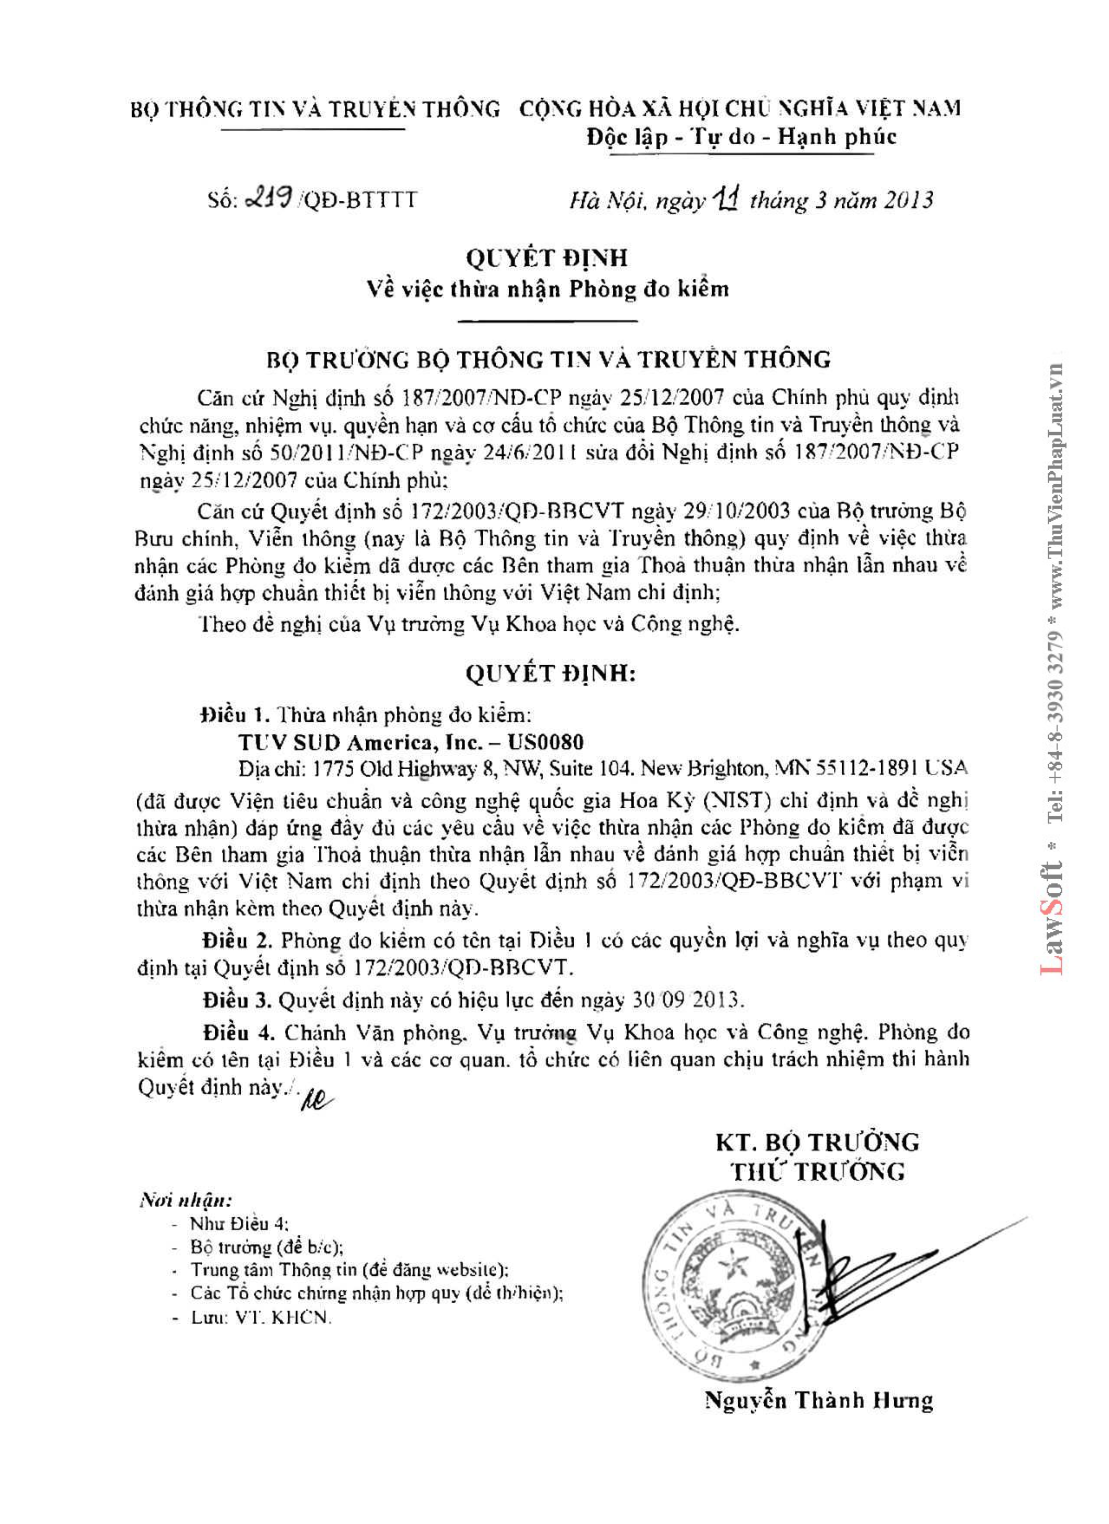 BỘ THÔNG TIN VÀ TRUYỀN THÔNG
CỘNG HÒA XÃ HỘI CHỦ NGHĨA VIỆT NAM
Độc lập - Tự do - Hạnh phúc
Số: 219/QĐ-BTTTT
Hà Nội, ngày 11 tháng 3 năm 2013
QUYẾT ĐỊNH
Về việc thừa nhận Phòng đo kiểm
BỘ TRƯỞNG BỘ THÔNG TIN VÀ TRUYỀN THÔNG
Căn cứ Nghị định số 187/2007/NĐ-CP ngày 25/12/2007 của Chính phủ quy định
chức năng, nhiệm vụ, quyền hạn và cơ cấu tổ chức của Bộ Thông tin và Truyền thông và
Nghị định số 50/2011/NĐ-CP ngày 24/6/2011 sửa đổi Nghị định số 187/2007/NĐ-CP
ngày 25/12/2007 của Chính phủ;
Căn cứ Quyết định số 172/2003/QĐ-BBCVT ngày 29/10/2003 của Bộ trưởng Bộ
Bưu chính, Viễn thông (nay là Bộ Thông tin và Truyền thông) quy định về việc thừa
nhận các Phòng đo kiểm đã được các Bên tham gia Thoả thuận thừa nhận lẫn nhau về
đánh giá hợp chuẩn thiết bị viễn thông với Việt Nam chỉ định;
Theo đề nghị của Vụ trưởng Vụ Khoa học và Công nghệ.
QUYẾT ĐỊNH:
Điều 1. Thừa nhận phòng đo kiểm:
TUV SUD America, Inc. – US0080
Địa chỉ: 1775 Old Highway 8, NW, Suite 104. New Brighton, MN 55112-1891 USA
(đã được Viện tiêu chuẩn và công nghệ quốc gia Hoa Kỳ (NIST) chỉ định và đề nghị
thừa nhận) đáp ứng đầy đủ các yêu cầu về việc thừa nhận các Phòng đo kiểm đã được
các Bên tham gia Thoả thuận thừa nhận lẫn nhau về đánh giá hợp chuẩn thiết bị viễn
thông với Việt Nam chỉ định theo Quyết định số 172/2003/QĐ-BBCVT với phạm vi
thừa nhận kèm theo Quyết định này.
Điều 2. Phòng đo kiểm có tên tại Điều 1 có các quyền lợi và nghĩa vụ theo quy
định tại Quyết định số 172/2003/QĐ-BBCVT.
Điều 3. Quyết định này có hiệu lực đến ngày 30/09/2013.
Điều 4. Chánh Văn phòng, Vụ trưởng Vụ Khoa học và Công nghệ, Phòng đo
kiểm có tên tại Điều 1 và các cơ quan, tổ chức có liên quan chịu trách nhiệm thi hành
Quyết định này./.
KT. BỘ TRƯỞNG
THỨ TRƯỞNG
Nơi nhận:
- Như Điều 4;
- Bộ trưởng (để b/c);
- Trung tâm Thông tin (để đăng website);
- Các Tổ chức chứng nhận hợp quy (để th/hiện);
- Lưu: VT, KHCN.
BỘ THÔNG TIN VÀ TRUYỀN THÔNG
Nguyễn Thành Hưng
LawSoft * Tel: +84-8-3930 3279 * www.ThuVienPhapLuat.vn